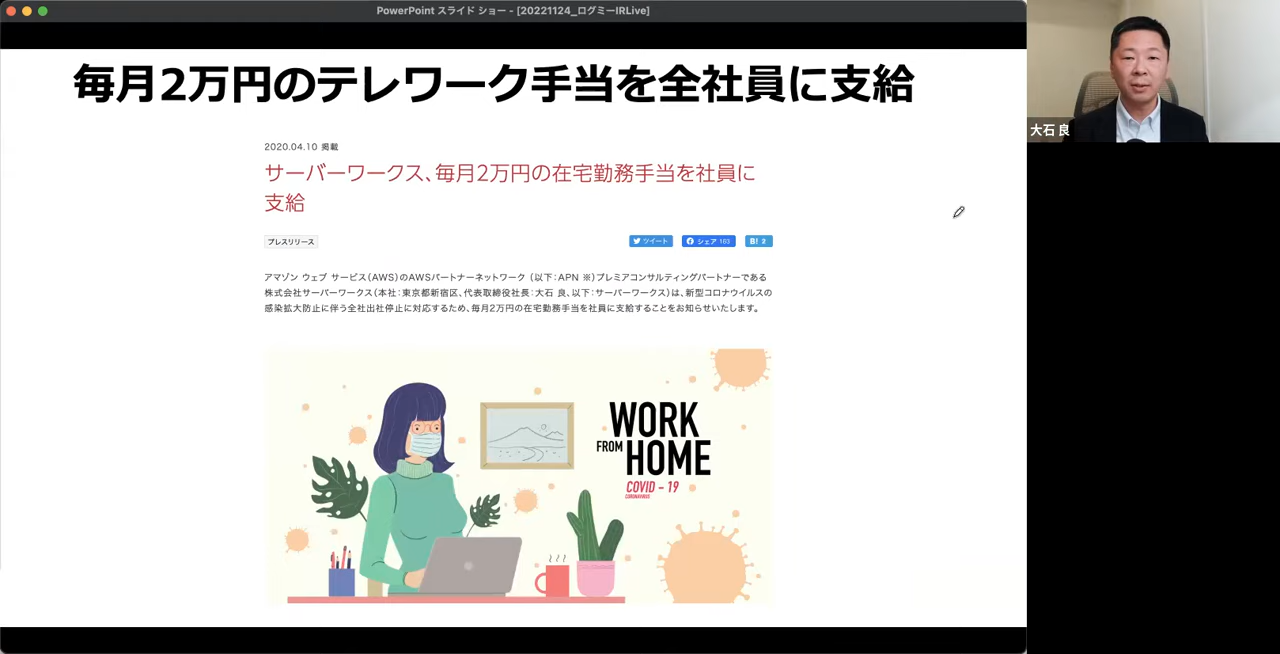 PowerPoint スライド ショー - [20221124_ログミーIRLive]
毎月2万円のテレワーク手当を全社員に支給
大石 良
2020.04.10 掲載
サーバーワークス、毎月2万円の在宅勤務手当を社員に
支給
プレスリリース
ツイート
シェア 163
B! 2
アマゾン ウェブ サービス(AWS)のAWSパートナーネットワーク (以下:APN ※)プレミアコンサルティングパートナーである
株式会社サーバーワークス(本社:東京都新宿区、代表取締役社長:大石 良、以下:サーバーワークス)は、新型コロナウイルスの
感染拡大防止に伴う全社出社停止に対応するため、毎月2万円の在宅勤務手当を社員に支給することをお知らせいたします。
WORK
FROM HOME
COVID - 19
CORONAVIRUS